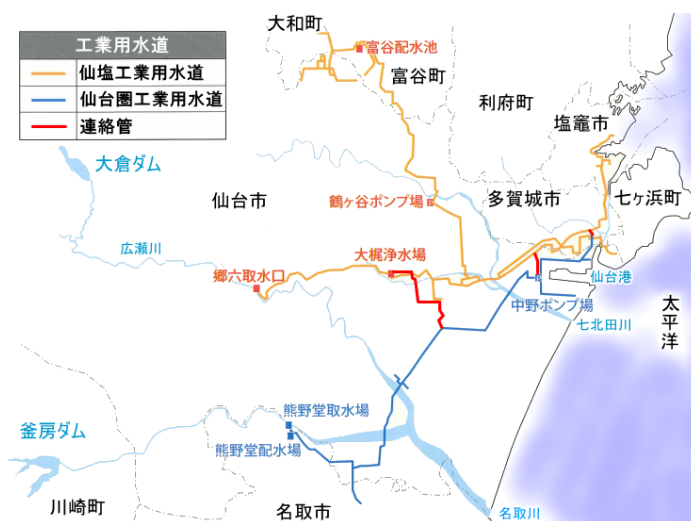 工業用水道
仙塩工業用水道
仙台圏工業用水道
連絡管
大和町
富谷配水池
富谷町
利府町
塩竈市
大倉ダム
仙台市
鶴ヶ谷ポンプ場
多賀城市
七ヶ浜町
広瀬川
郷六取水口
大梶浄水場
仙台港
中野ポンプ場
太平洋
七北田川
熊野堂取水場
釜房ダム
熊野堂配水場
川崎町
名取市
名取川